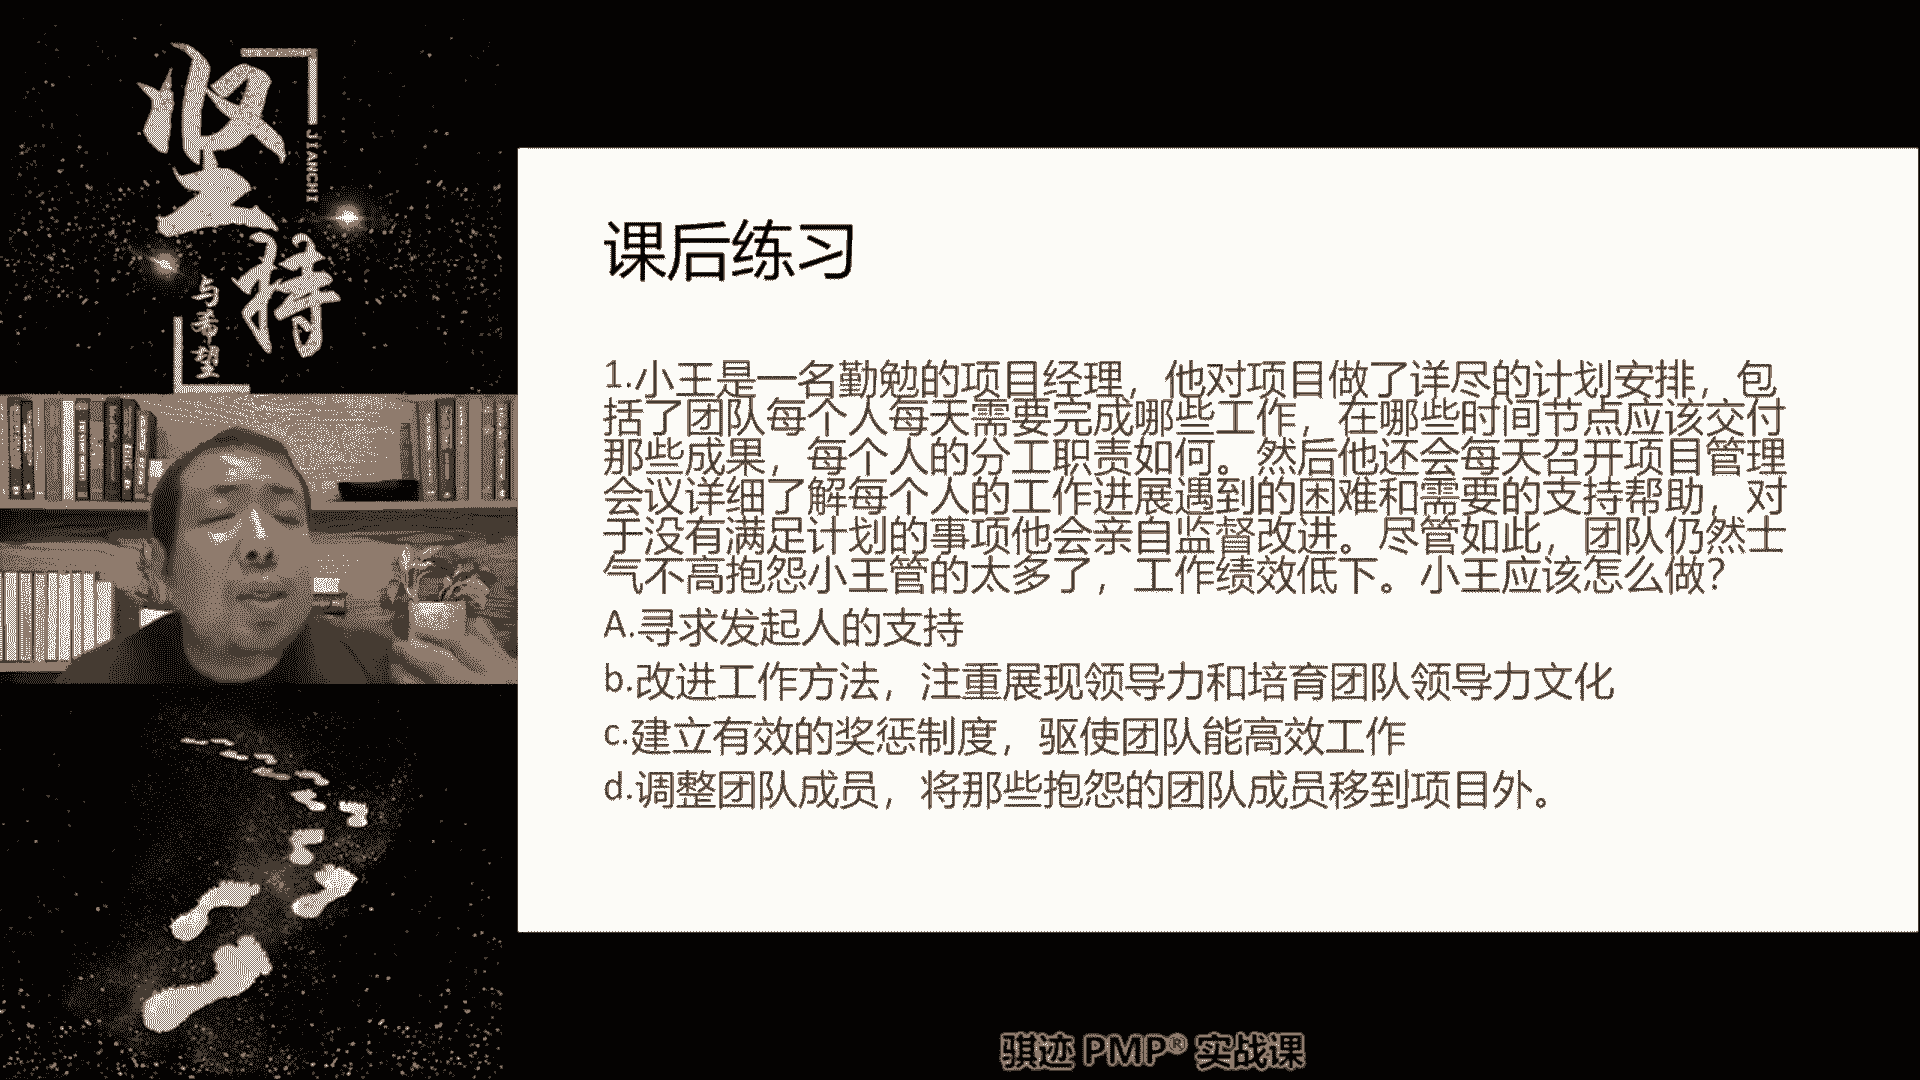 坚持
JIANCHI
与希望
课后练习
1.小王是一名勤勉的项目经理，他对项目做了详尽的计划安排，包
括了团队每个人每天需要完成哪些工作，在哪些时间节点应该交付
那些成果，每个人的分工职责如何。然后他还会每天召开项目管理
会议详细了解每个人的工作进展遇到的困难和需要的支持帮助，对
于没有满足计划的事项他会亲自监督改进。尽管如此，团队仍然士
气不高抱怨小王管的太多了，工作绩效低下。小王应该怎么做？
A.寻求发起人的支持
b.改进工作方法，注重展现领导力和培育团队领导力文化
c.建立有效的奖惩制度，驱使团队能高效工作
d.调整团队成员，将那些抱怨的团队成员移到项目外。
骐迹 PMP® 实战课